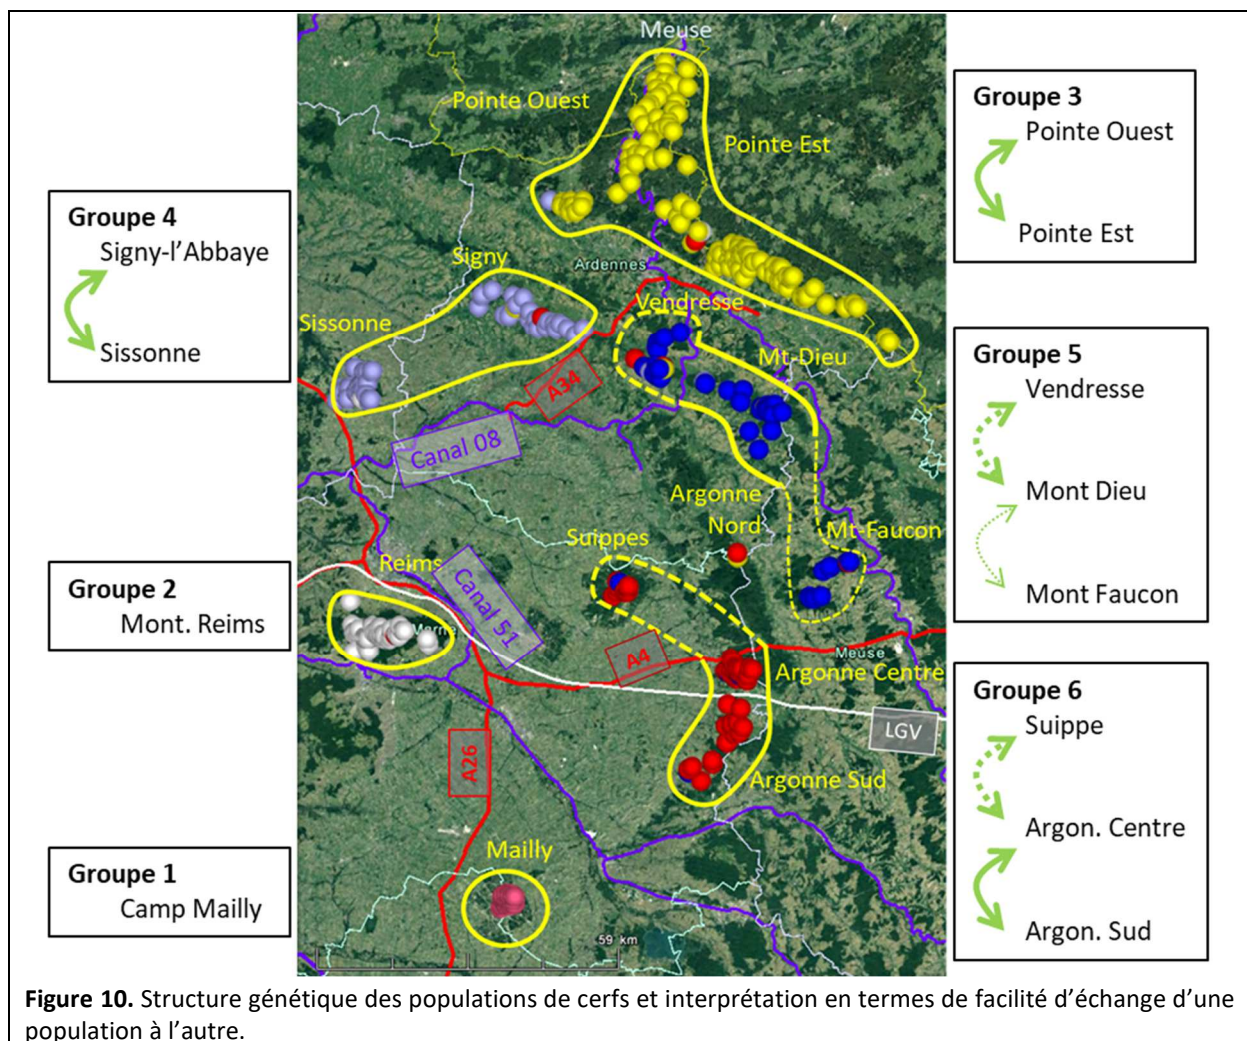 Meuse
Pointe Ouest
Pointe Est
Signy
Ardennes
Sissonne
Vendresse
Mt-Dieu
A34
Canal 08
Argonne
Nord
Mt-Faucon
Suippes
Reims
Canal 51
Marne
A4
Meuse
Argonne Centre
LGV
A26
Argonne Sud
Mailly
59 km
Groupe 4
Signy-l’Abbaye
Sissonne
Groupe 2
Mont. Reims
Groupe 1
Camp Mailly
Groupe 3
Pointe Ouest
Pointe Est
Groupe 5
Vendresse
Mont Dieu
Mont Faucon
Groupe 6
Suippe
Argon. Centre
Argon. Sud
Figure 10. Structure génétique des populations de cerfs et interprétation en termes de facilité d’échange d’une
population à l’autre.